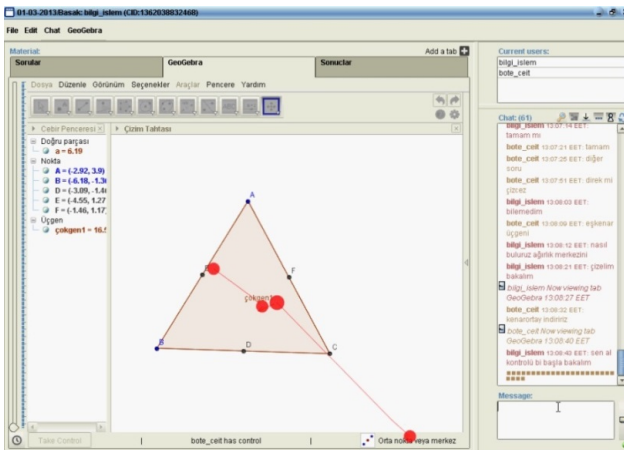 01-03-2013Basak: bilgi_islem (CID:1362038832468)
File Edit Chat GeoGebra
Material:
Add a tab
Sorular
GeoGebra
Sonuclar
Dosya Düzenle Görünüm Seçenekler Araçlar Pencere Yardım
Cebir Penceresi
Çizim Tahtası
Doğru parçası
a = 6.19
Nokta
A = (-2.92, 3.9)
B = (-6.18, -1.3
D = (-3.09, -1.4
E = (-4.55, 1.27
F = (-1.46, 1.17
Üçgen
çokgen1 = 16.
A
F
B
D
C
Take Control
bote_ceit has control
Orta nokta veya merkez
Current users:
bilgi_islem
bote_ceit
Chat: (61)
bilgi_islem 13:07:14 EET:
tamam mı
bote_ceit 13:07:21 EET: tamam
bote_ceit 13:07:25 EET: diğer
soru
bote_ceit 13:07:51 EET: direk mi
çizcez
bilgi_islem 13:08:03 EET:
bilemedim
bote_ceit 13:08:09 EET: eşkenar
üçgeni
bilgi_islem 13:08:12 EET: nasıl
buluruz ağırlık merkezini
bilgi_islem 13:08:21 EET: çizelim
bakalım
bilgi_islem Now viewing tab
GeoGebra 13:08:27 EET
bote_ceit 13:08:32 EET:
kenarortay indiririz
bote_ceit Now viewing tab
GeoGebra 13:08:40 EET
bilgi_islem 13:08:43 EET: sen al
kontrolü bi başla bakalım
Message: